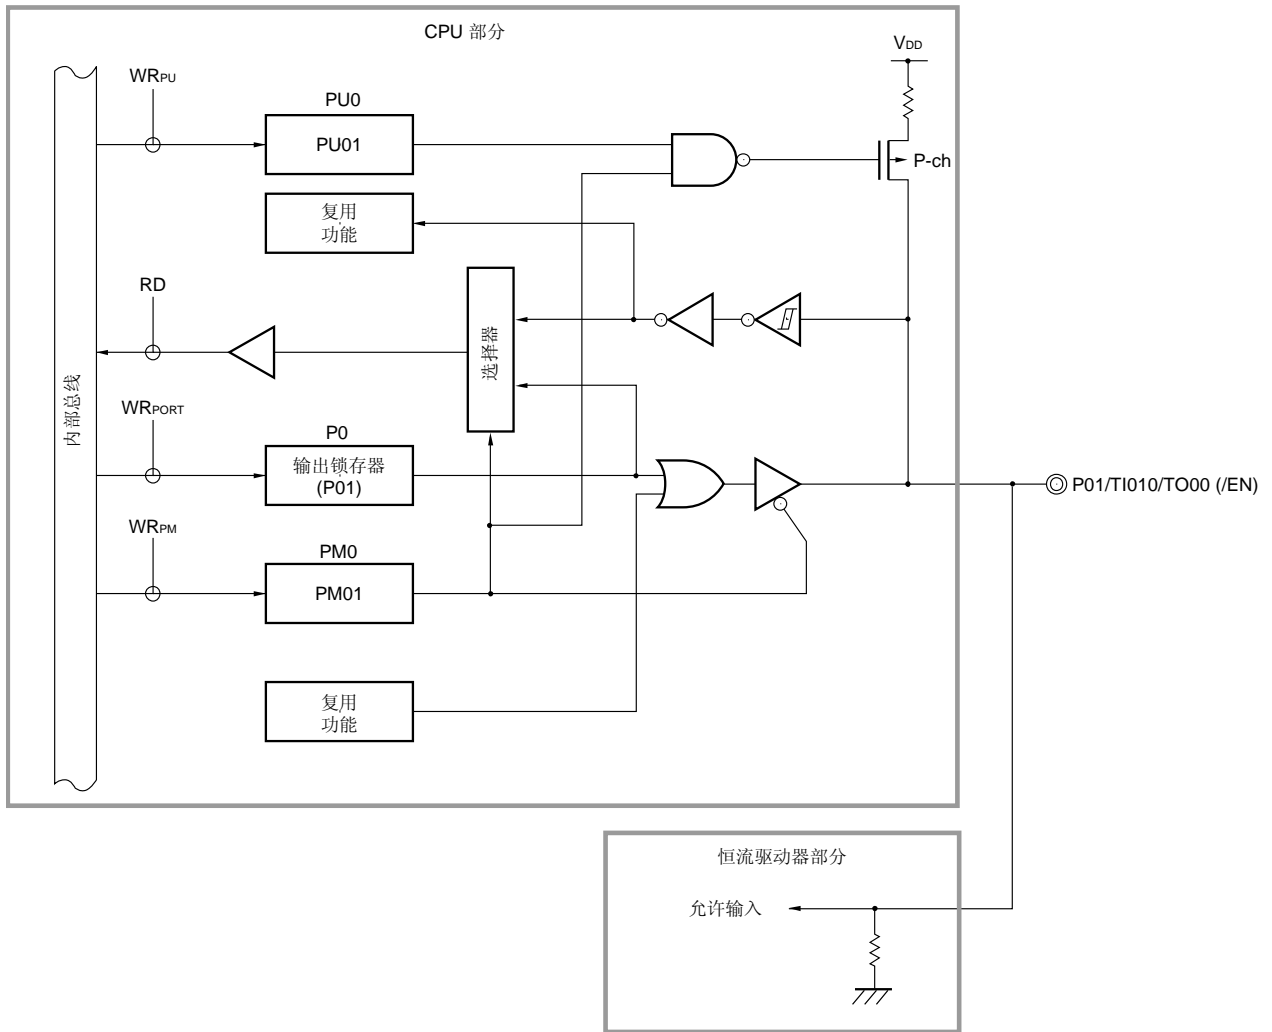 CPU 部分
VDD
WRPU
PU0
PU01
P-ch
复用
功能
RD
选择器
内部总线
WRPORT
P0
输出锁存器
(P01)
P01/TI010/TO00 (/EN)
WRPM
PM0
PM01
复用
功能
恒流驱动器部分
允许输入